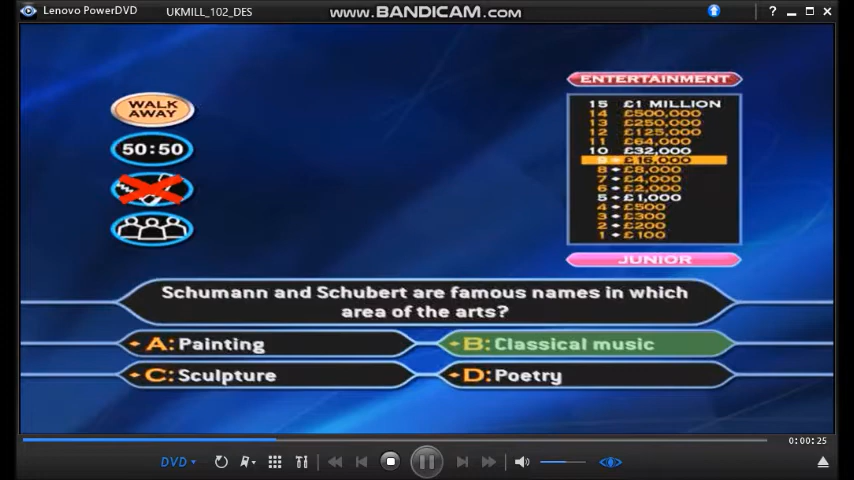 Lenovo PowerDVD
UKMILL_102_DES
www.BANDICAM.com
?
WALK
AWAY
50:50
ENTERTAINMENT
15 £1 MILLION
14 £500,000
13 £250,000
12 £125,000
11 £64,000
10 £32,000
9 £16,000
8 £8,000
7 £4,000
6 £2,000
5 £1,000
4 £500
3 £300
2 £200
1 £100
JUNIOR
Schumann and Schubert are famous names in which
area of the arts?
A: Painting
B: Classical music
C: Sculpture
D: Poetry
0:00:25
DVD